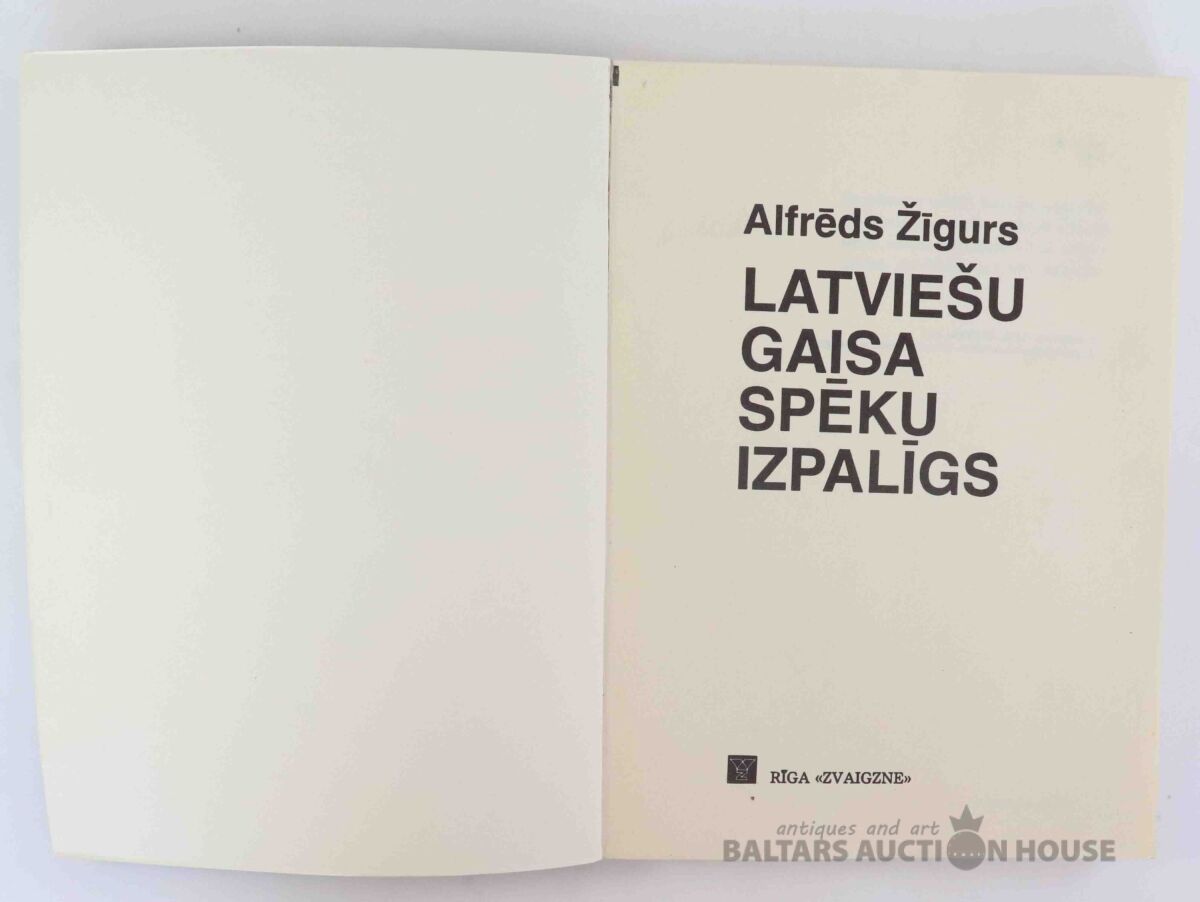 Alfrēds Žīgurs
LATVIEŠU
GAISA
SPĒKU
IZPALĪGS
RĪGA «ZVAIGZNE»
antiques and art
BALTARS AUCTION HOUSE